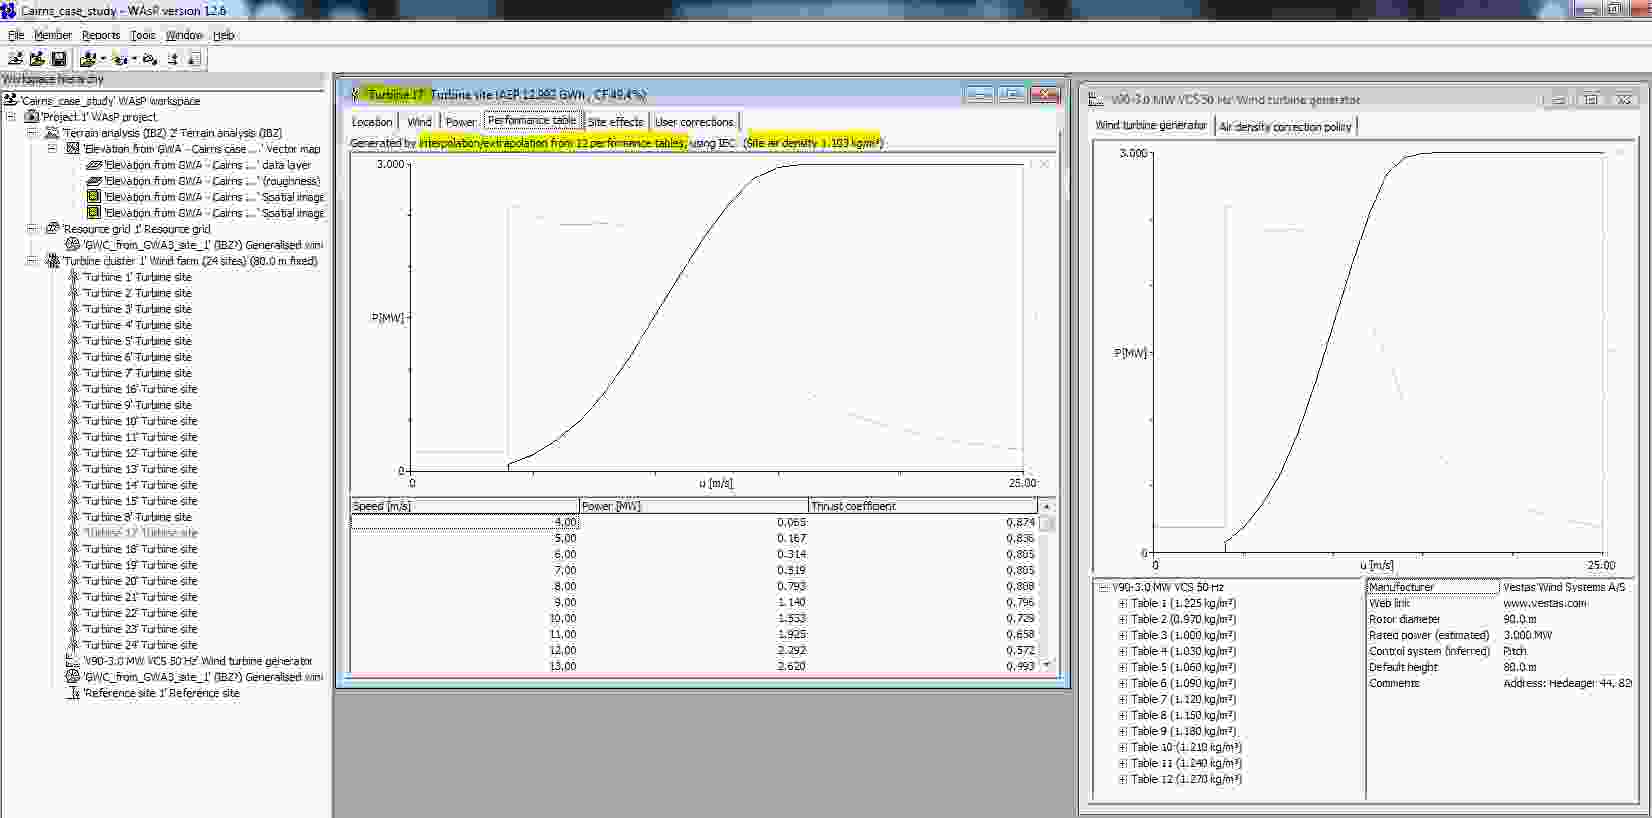 'Cairns_case_study' - WAsP version 12.6
File Member Reports Tools Window Help
Workspace hierarchy
'Cairns_case_study' WAsP workspace
'Project 1' WAsP project
'Terrain analysis (IBZ) 2' Terrain analysis (IBZ)
'Elevation from GWA - Cairns case ...' Vector map
'Elevation from GWA - Cairns ...' data layer
'Elevation from GWA - Cairns ...' (roughness)
'Elevation from GWA - Cairns ...' Spatial image
'Elevation from GWA - Cairns ...' Spatial image
'Resource grid 1' Resource grid
'GWC_from_GWA3_site_1' (IBZ?) Generalised win
'Turbine cluster 1' Wind farm (24 sites) (80.0 m fixed)
'Turbine 1' Turbine site
'Turbine 2' Turbine site
'Turbine 3' Turbine site
'Turbine 4' Turbine site
'Turbine 5' Turbine site
'Turbine 6' Turbine site
'Turbine 7' Turbine site
'Turbine 16' Turbine site
'Turbine 9' Turbine site
'Turbine 10' Turbine site
'Turbine 11' Turbine site
'Turbine 12' Turbine site
'Turbine 13' Turbine site
'Turbine 14' Turbine site
'Turbine 15' Turbine site
'Turbine 8' Turbine site
'Turbine 17' Turbine site
'Turbine 18' Turbine site
'Turbine 19' Turbine site
'Turbine 20' Turbine site
'Turbine 21' Turbine site
'Turbine 22' Turbine site
'Turbine 23' Turbine site
'Turbine 24' Turbine site
'V90-3.0 MW VCS 50 Hz' Wind turbine generator
'GWC_from_GWA3_site_1' (IBZ?) Generalised win
'Reference site 1' Reference site
'Turbine 17' Turbine site (AEP 12.992 GWh , CF 49.4%)
Location Wind Power Performance table Site effects User corrections
Generated by interpolation/extrapolation from 12 performance tables, using IEC. (Site air density 1.103 kg/m³)
3.000
P[MW]
0
0 u [m/s] 25.00
Speed [m/s] Power [MW] Thrust coefficient
4.00 0.065 0.874
5.00 0.167 0.836
6.00 0.314 0.805
7.00 0.519 0.805
8.00 0.793 0.808
9.00 1.140 0.796
10.00 1.533 0.729
11.00 1.925 0.658
12.00 2.292 0.572
13.00 2.620 0.493
'V90-3.0 MW VCS 50 Hz' Wind turbine generator
Wind turbine generator Air density correction policy
3.000
P[MW]
0
0 u [m/s] 25.00
V90-3.0 MW VCS 50 Hz
Table 1 (1.225 kg/m³)
Table 2 (0.970 kg/m³)
Table 3 (1.000 kg/m³)
Table 4 (1.030 kg/m³)
Table 5 (1.060 kg/m³)
Table 6 (1.090 kg/m³)
Table 7 (1.120 kg/m³)
Table 8 (1.150 kg/m³)
Table 9 (1.180 kg/m³)
Table 10 (1.210 kg/m³)
Table 11 (1.240 kg/m³)
Table 12 (1.270 kg/m³)
Manufacturer Vestas Wind Systems A/S
Web link www.vestas.com
Rotor diameter 90.0 m
Rated power (estimated) 3.000 MW
Control system (inferred) Pitch
Default height 80.0 m
Comments Address: Hedeager 44, 820